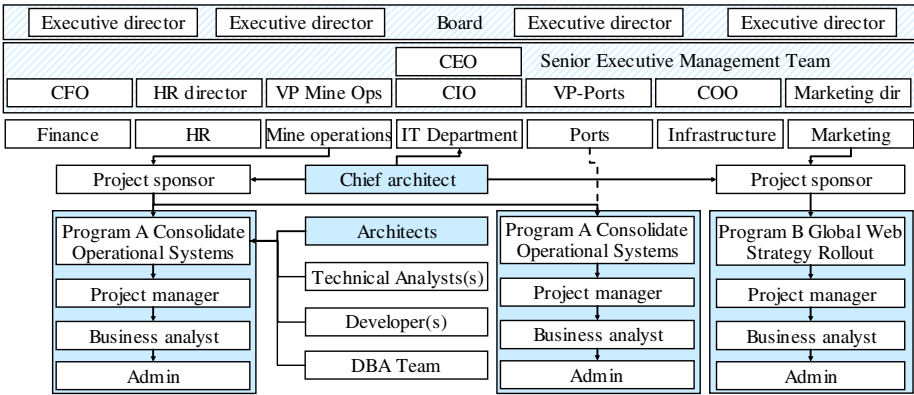 Executive director
Executive director
Board
Executive director
Executive director
CEO
Senior Executive Management Team
CFO
HR director
VP Mine Ops
CIO
VP-Ports
COO
Marketing dir
Finance
HR
Mine operations
IT Department
Ports
Infrastructure
Marketing
Project sponsor
Chief architect
Project sponsor
Program A Consolidate
Operational Systems
Architects
Program A Consolidate
Operational Systems
Program B Global Web
Strategy Rollout
Project manager
Technical Analysts(s)
Project manager
Project manager
Business analyst
Developer(s)
Business analyst
Business analyst
Admin
DBA Team
Admin
Admin